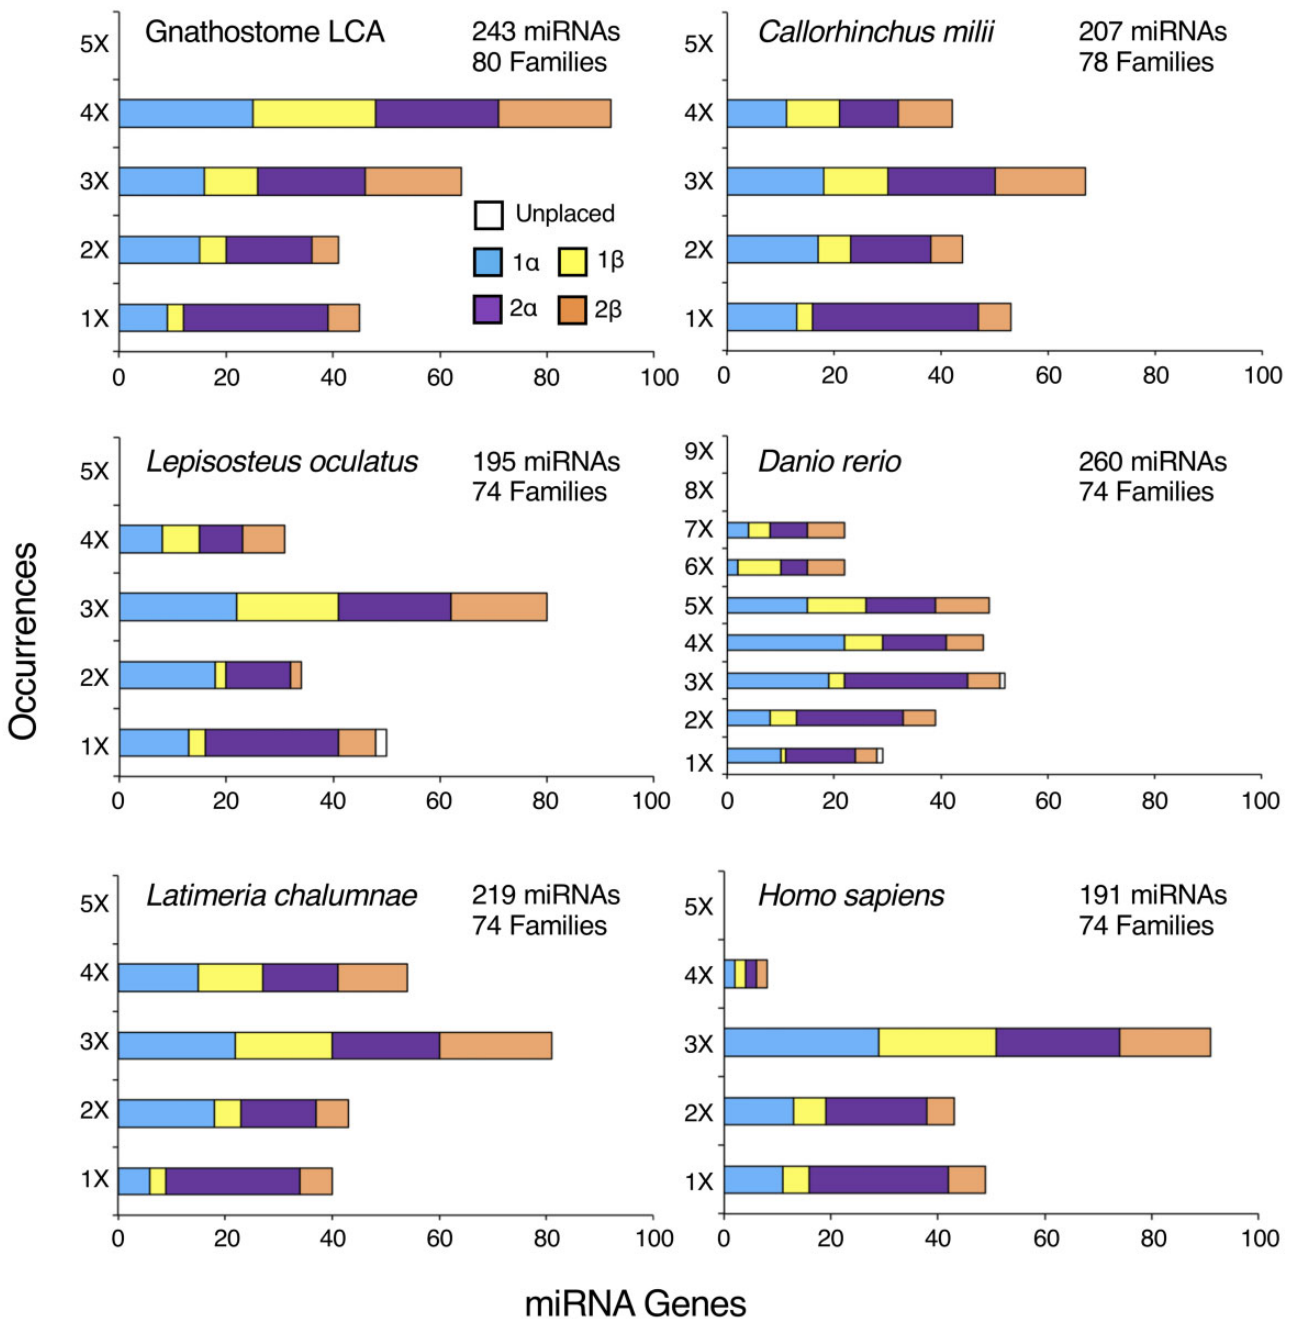 Gnathostome LCA
243 miRNAs
80 Families
5X
4X
3X
2X
1X
Unplaced
1α
1β
2α
2β
0 20 40 60 80 100
Callorhinchus milii
207 miRNAs
78 Families
5X
4X
3X
2X
1X
0 20 40 60 80 100
Lepisosteus oculatus
195 miRNAs
74 Families
5X
4X
3X
2X
1X
0 20 40 60 80 100
Danio rerio
260 miRNAs
74 Families
9X
8X
7X
6X
5X
4X
3X
2X
1X
0 20 40 60 80 100
Latimeria chalumnae
219 miRNAs
74 Families
5X
4X
3X
2X
1X
0 20 40 60 80 100
Homo sapiens
191 miRNAs
74 Families
5X
4X
3X
2X
1X
0 20 40 60 80 100
Occurrences
miRNA Genes